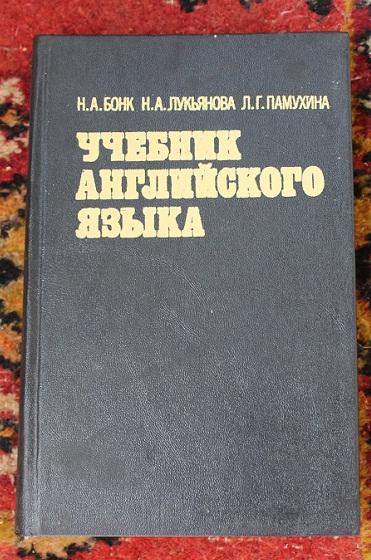 Н.А.БОНК Н.А.ЛУКЬЯНОВА Л.Г.ПАМУХИНА
УЧЕБНИК
АНГЛИЙСКОГО
ЯЗЫКА